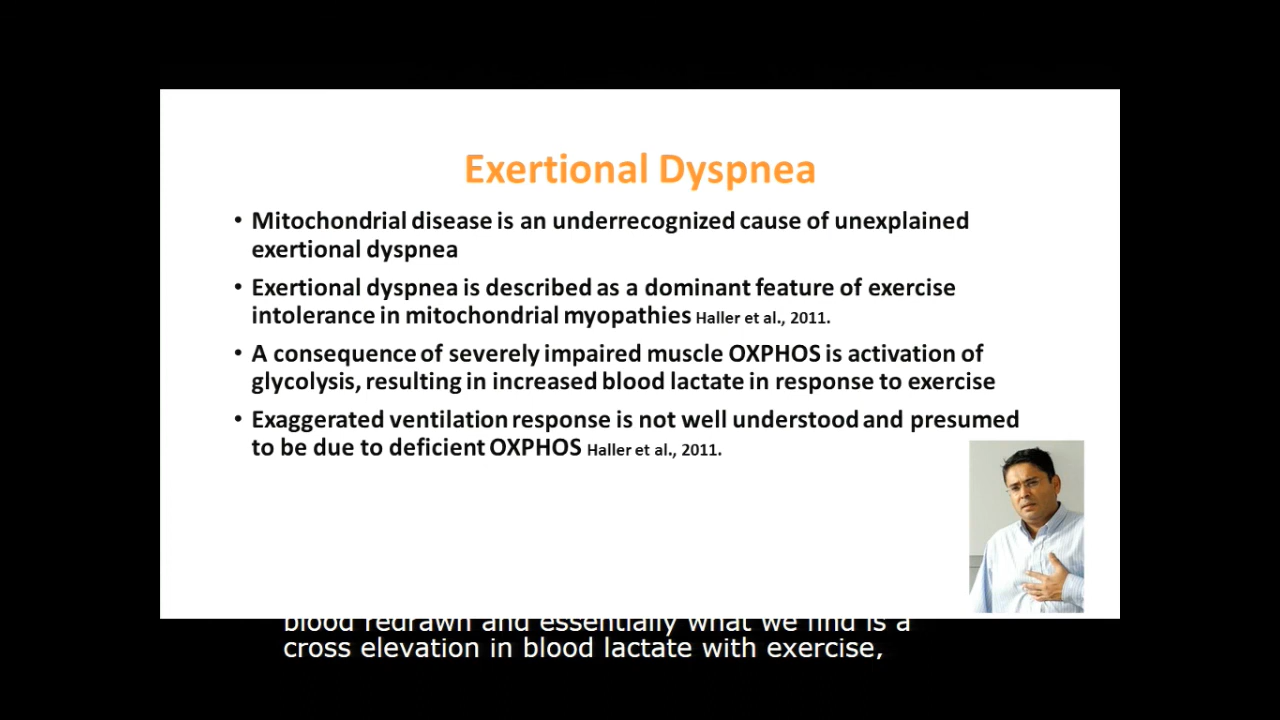 Exertional Dyspnea
• Mitochondrial disease is an underrecognized cause of unexplained
exertional dyspnea
• Exertional dyspnea is described as a dominant feature of exercise
intolerance in mitochondrial myopathies Haller et al., 2011.
• A consequence of severely impaired muscle OXPHOS is activation of
glycolysis, resulting in increased blood lactate in response to exercise
• Exaggerated ventilation response is not well understood and presumed
to be due to deficient OXPHOS Haller et al., 2011.
blood redrawn and essentially what we find is a
cross elevation in blood lactate with exercise,